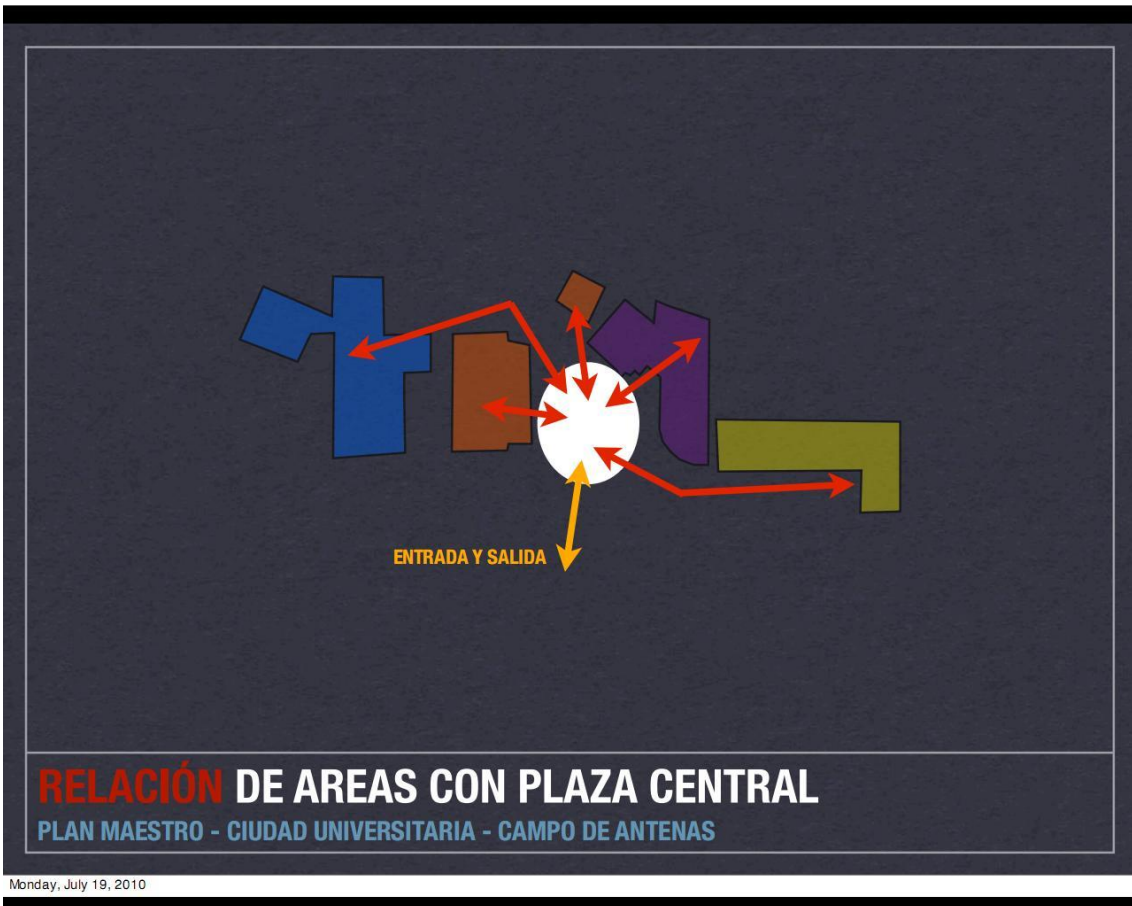 ENTRADA Y SALIDA
RELACIÓN DE AREAS CON PLAZA CENTRAL
PLAN MAESTRO - CIUDAD UNIVERSITARIA - CAMPO DE ANTENAS
Monday, July 19, 2010